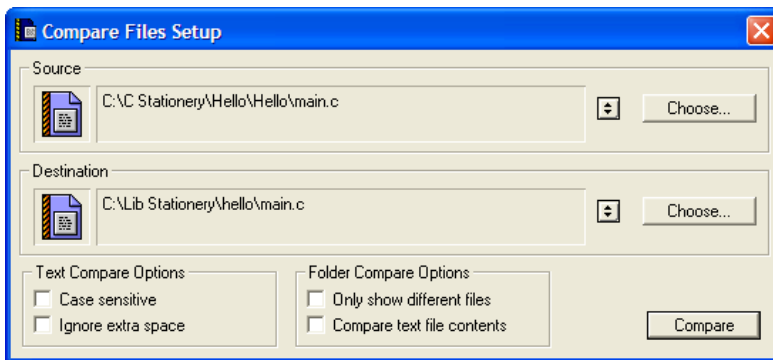 Compare Files Setup
Source
C:\C Stationery\Hello\Hello\main.c
Choose...
Destination
C:\Lib Stationery\hello\main.c
Choose...
Text Compare Options
Case sensitive
Ignore extra space
Folder Compare Options
Only show different files
Compare text file contents
Compare